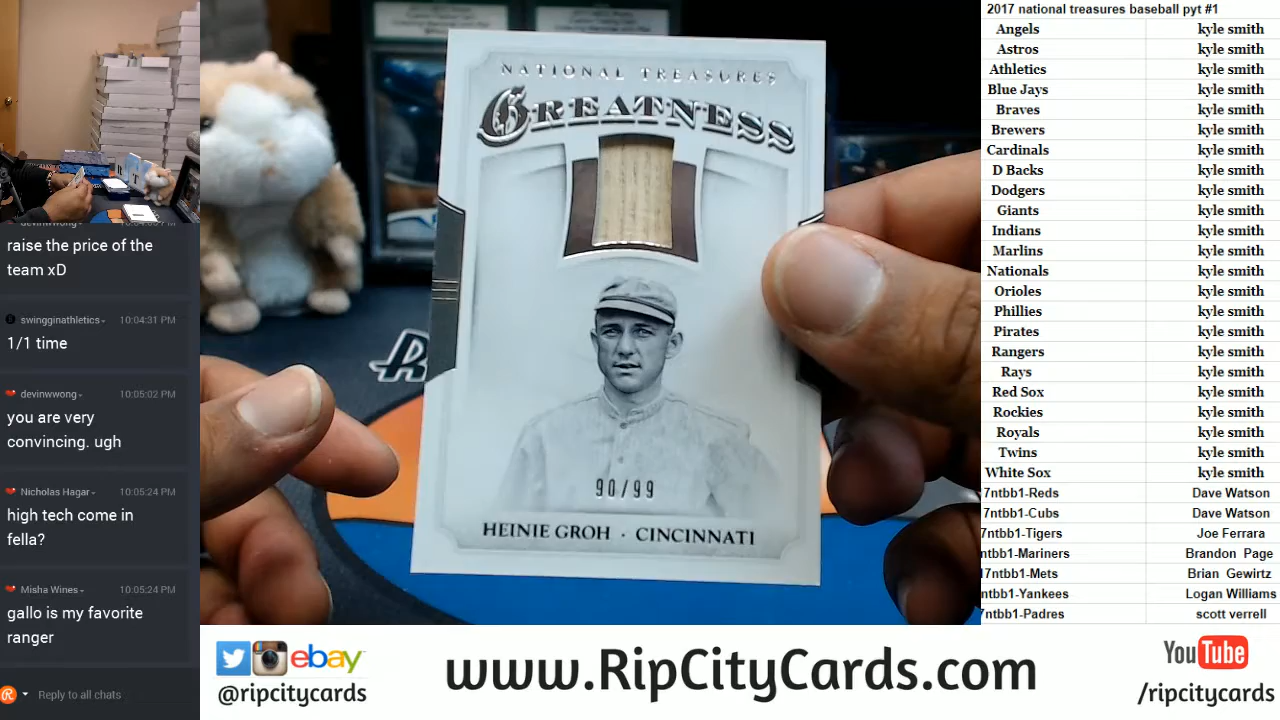 devinwwong
raise the price of the
team xD
swingginathletics 10:04:31 PM
1/1 time
devinwwong 10:05:02 PM
you are very
convincing. ugh
Nicholas Hagar 10:05:24 PM
high tech come in
fella?
Misha Wines 10:05:24 PM
gallo is my favorite
ranger
Reply to all chats
NATIONAL TREASURES
GREATNESS
90/99
HEINIE GROH · CINCINNATI
2017 national treasures baseball pyt #1
Angels kyle smith
Astros kyle smith
Athletics kyle smith
Blue Jays kyle smith
Braves kyle smith
Brewers kyle smith
Cardinals kyle smith
D Backs kyle smith
Dodgers kyle smith
Giants kyle smith
Indians kyle smith
Marlins kyle smith
Nationals kyle smith
Orioles kyle smith
Phillies kyle smith
Pirates kyle smith
Rangers kyle smith
Rays kyle smith
Red Sox kyle smith
Rockies kyle smith
Royals kyle smith
Twins kyle smith
White Sox kyle smith
7ntbb1-Reds Dave Watson
7ntbb1-Cubs Dave Watson
7ntbb1-Tigers Joe Ferrara
ntbb1-Mariners Brandon Page
17ntbb1-Mets Brian Gewirtz
ntbb1-Yankees Logan Williams
7ntbb1-Padres scott verrell
ebay
@ripcitycards
www.RipCityCards.com
YouTube
/ripcitycards